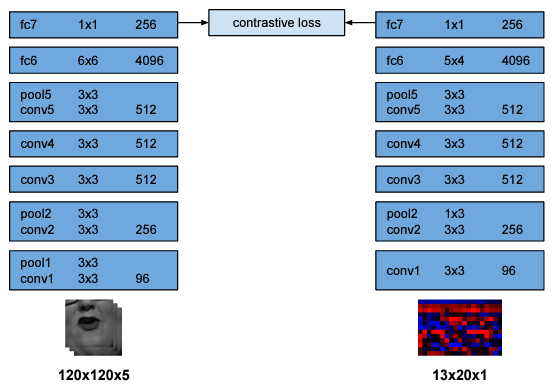 fc7 1x1 256
contrastive loss
fc7 1x1 256
fc6 6x6 4096
fc6 5x4 4096
pool5 3x3
conv5 3x3 512
pool5 3x3
conv5 3x3 512
conv4 3x3 512
conv4 3x3 512
conv3 3x3 512
conv3 3x3 512
pool2 3x3
conv2 3x3 256
pool2 1x3
conv2 3x3 256
pool1 3x3
conv1 3x3 96
conv1 3x3 96
120x120x5
13x20x1